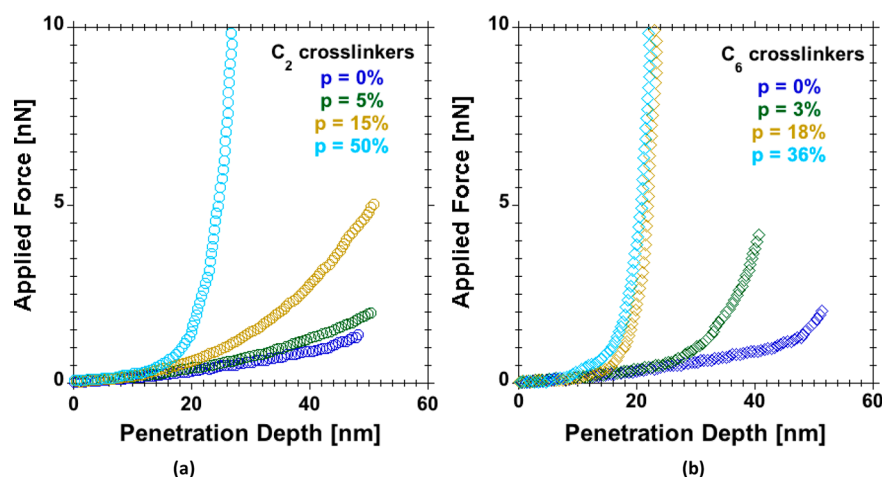 10
C2 crosslinkers
p = 0%
p = 5%
p = 15%
p = 50%
5
0
0
20
40
60
Applied Force [nN]
Penetration Depth [nm]
(a)
10
C6 crosslinkers
p = 0%
p = 3%
p = 18%
p = 36%
5
0
0
20
40
60
Applied Force [nN]
Penetration Depth [nm]
(b)